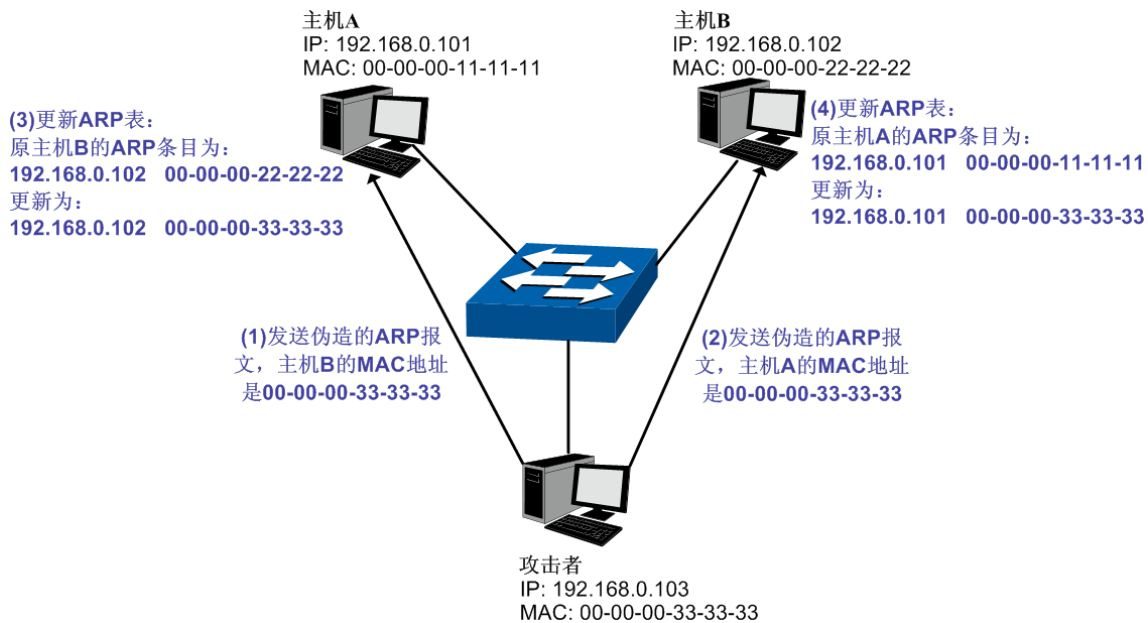 主机A
IP: 192.168.0.101
MAC: 00-00-00-11-11-11
主机B
IP: 192.168.0.102
MAC: 00-00-00-22-22-22
(3)更新ARP表：
原主机B的ARP条目为：
192.168.0.102 00-00-00-22-22-22
更新为：
192.168.0.102 00-00-00-33-33-33
(4)更新ARP表：
原主机A的ARP条目为：
192.168.0.101 00-00-00-11-11-11
更新为：
192.168.0.101 00-00-00-33-33-33
(1)发送伪造的ARP报
文，主机B的MAC地址
是00-00-00-33-33-33
(2)发送伪造的ARP报
文，主机A的MAC地址
是00-00-00-33-33-33
攻击者
IP: 192.168.0.103
MAC: 00-00-00-33-33-33